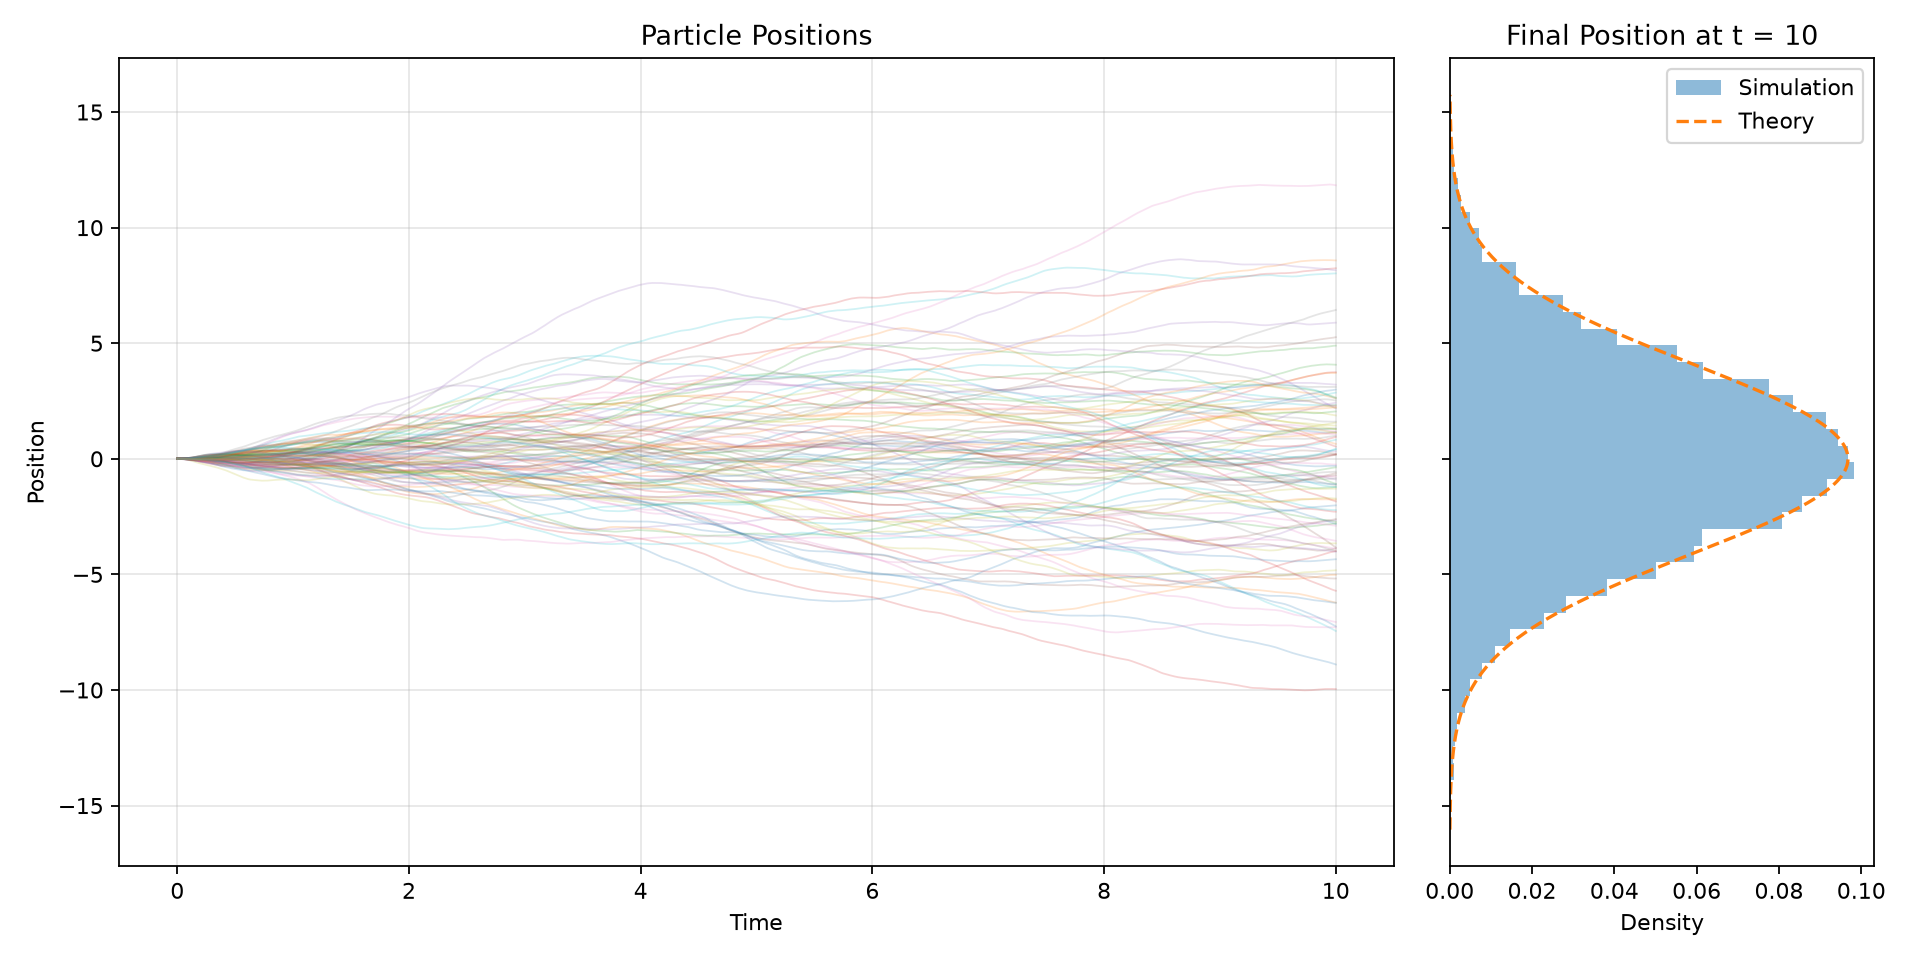 Particle Positions
15
10
5
0
−5
−10
−15
Position
0
2
4
6
8
10
Time
Final Position at t = 10
Simulation
Theory
0.00
0.02
0.04
0.06
0.08
0.10
Density